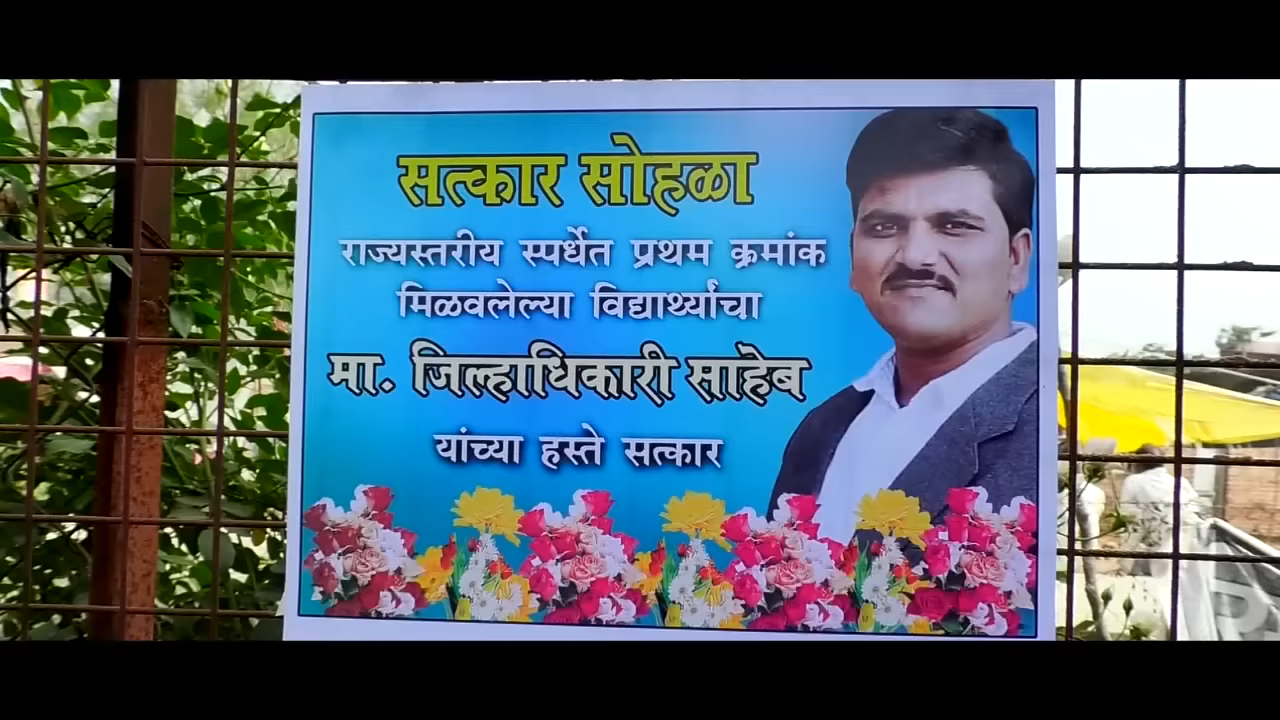 सत्कार सोहळा
राज्यस्तरीय स्पर्धेत प्रथम क्रमांक
मिळवलेल्या विद्यार्थ्यांचा
मा. जिल्हाधिकारी साहेब
यांच्या हस्ते सत्कार